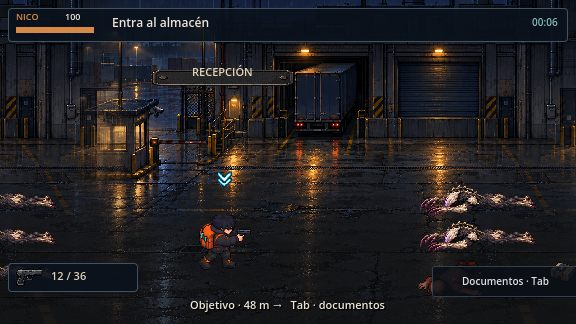 NICO 100
Entra al almacén
00:06
RECEPCIÓN
12 / 36
Documentos · Tab
Objetivo · 48 m → Tab · documentos